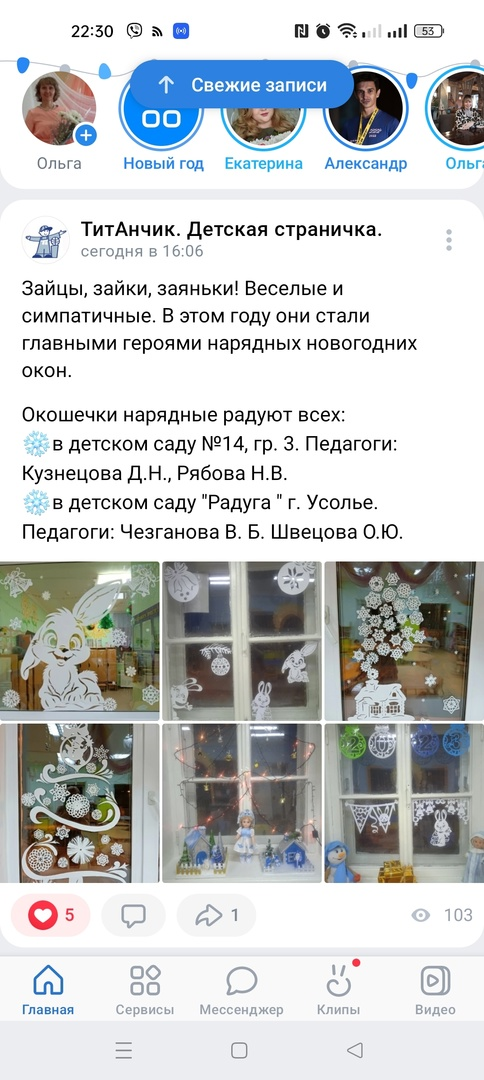 22:30
53
Свежие записи
Ольга
Новый год
Екатерина
Александр
Ольга
ТитАнчик. Детская страничка.
сегодня в 16:06
Зайцы, зайки, заяньки! Веселые и
симпатичные. В этом году они стали
главными героями нарядных новогодних
окон.
Окошечки нарядные радуют всех:
в детском саду №14, гр. 3. Педагоги:
Кузнецова Д.Н., Рябова Н.В.
в детском саду "Радуга " г. Усолье.
Педагоги: Чезганова В. Б. Швецова О.Ю.
2023
5
1
103
Главная
Сервисы
Мессенджер
Клипы
Видео